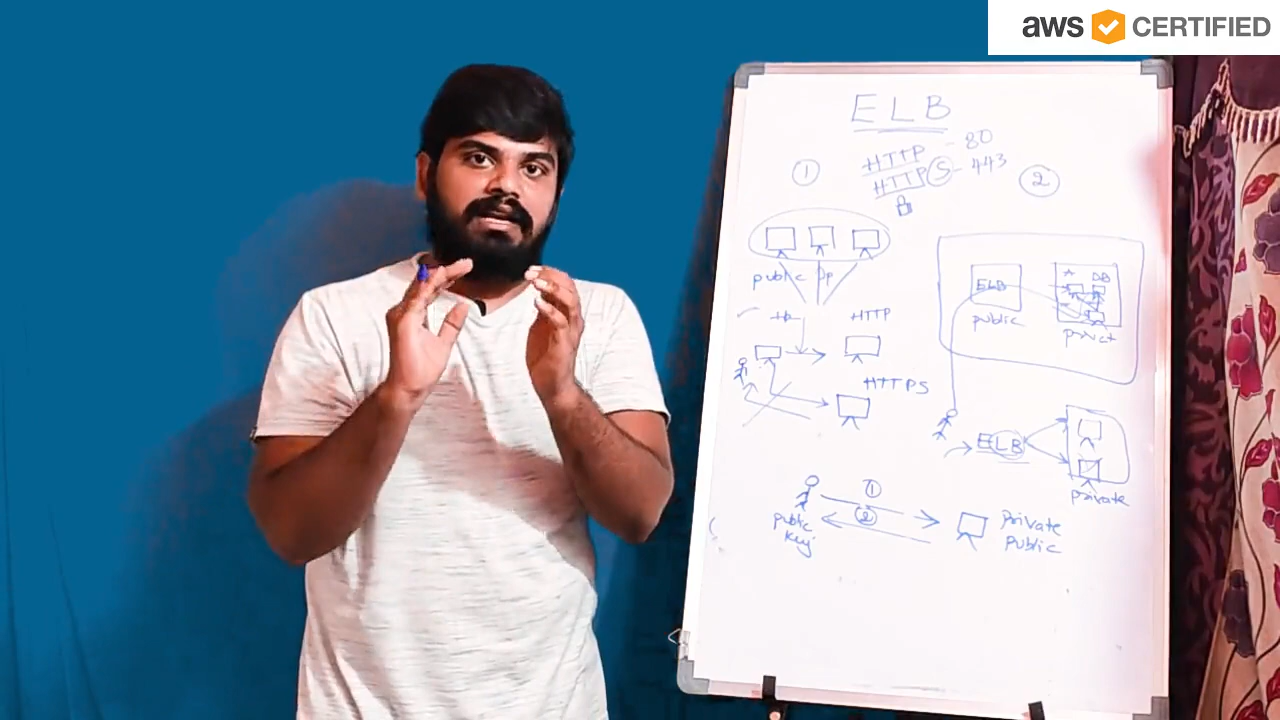 aws CERTIFIED
ELB
HTTP - 80
HTTPS - 443
1
2
public Ip
HTTP
HTTPS
ELB
public
DB
ELB
private
1
2
public
key
private
public